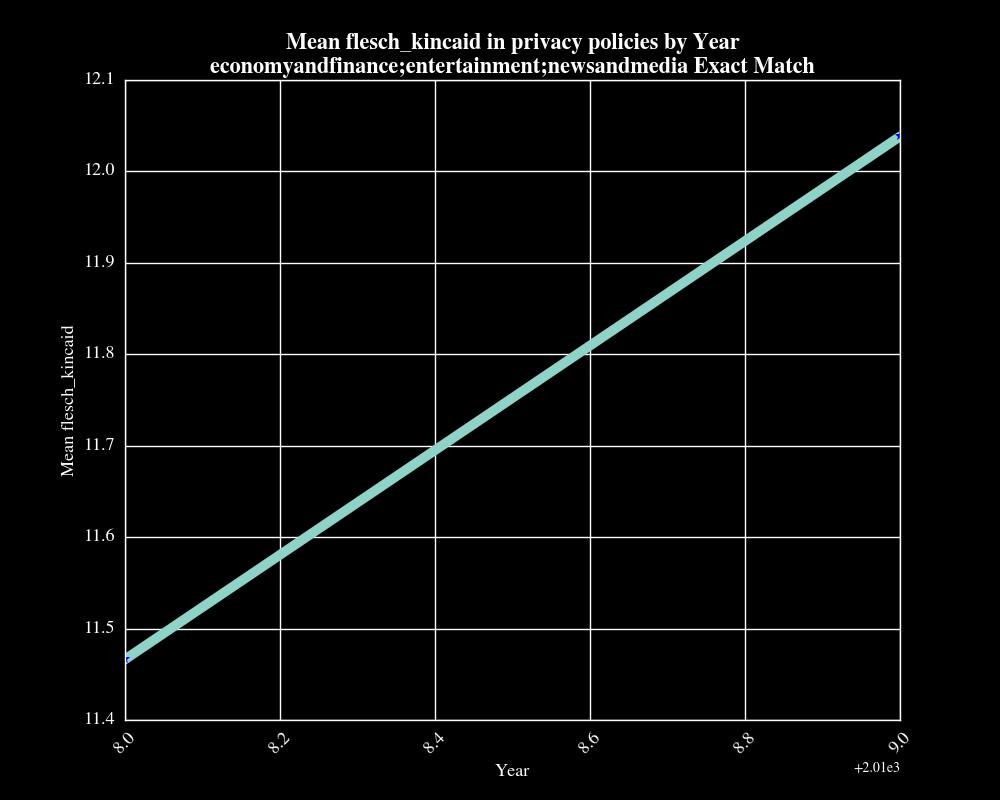 Mean flesch_kincaid in privacy policies by Year
economyandfinance;entertainment;newsandmedia Exact Match
12.1
12.0
11.9
11.8
11.7
11.6
11.5
11.4
Mean flesch_kincaid
8.0
8.2
8.4
8.6
8.8
9.0
Year
+2.01e3